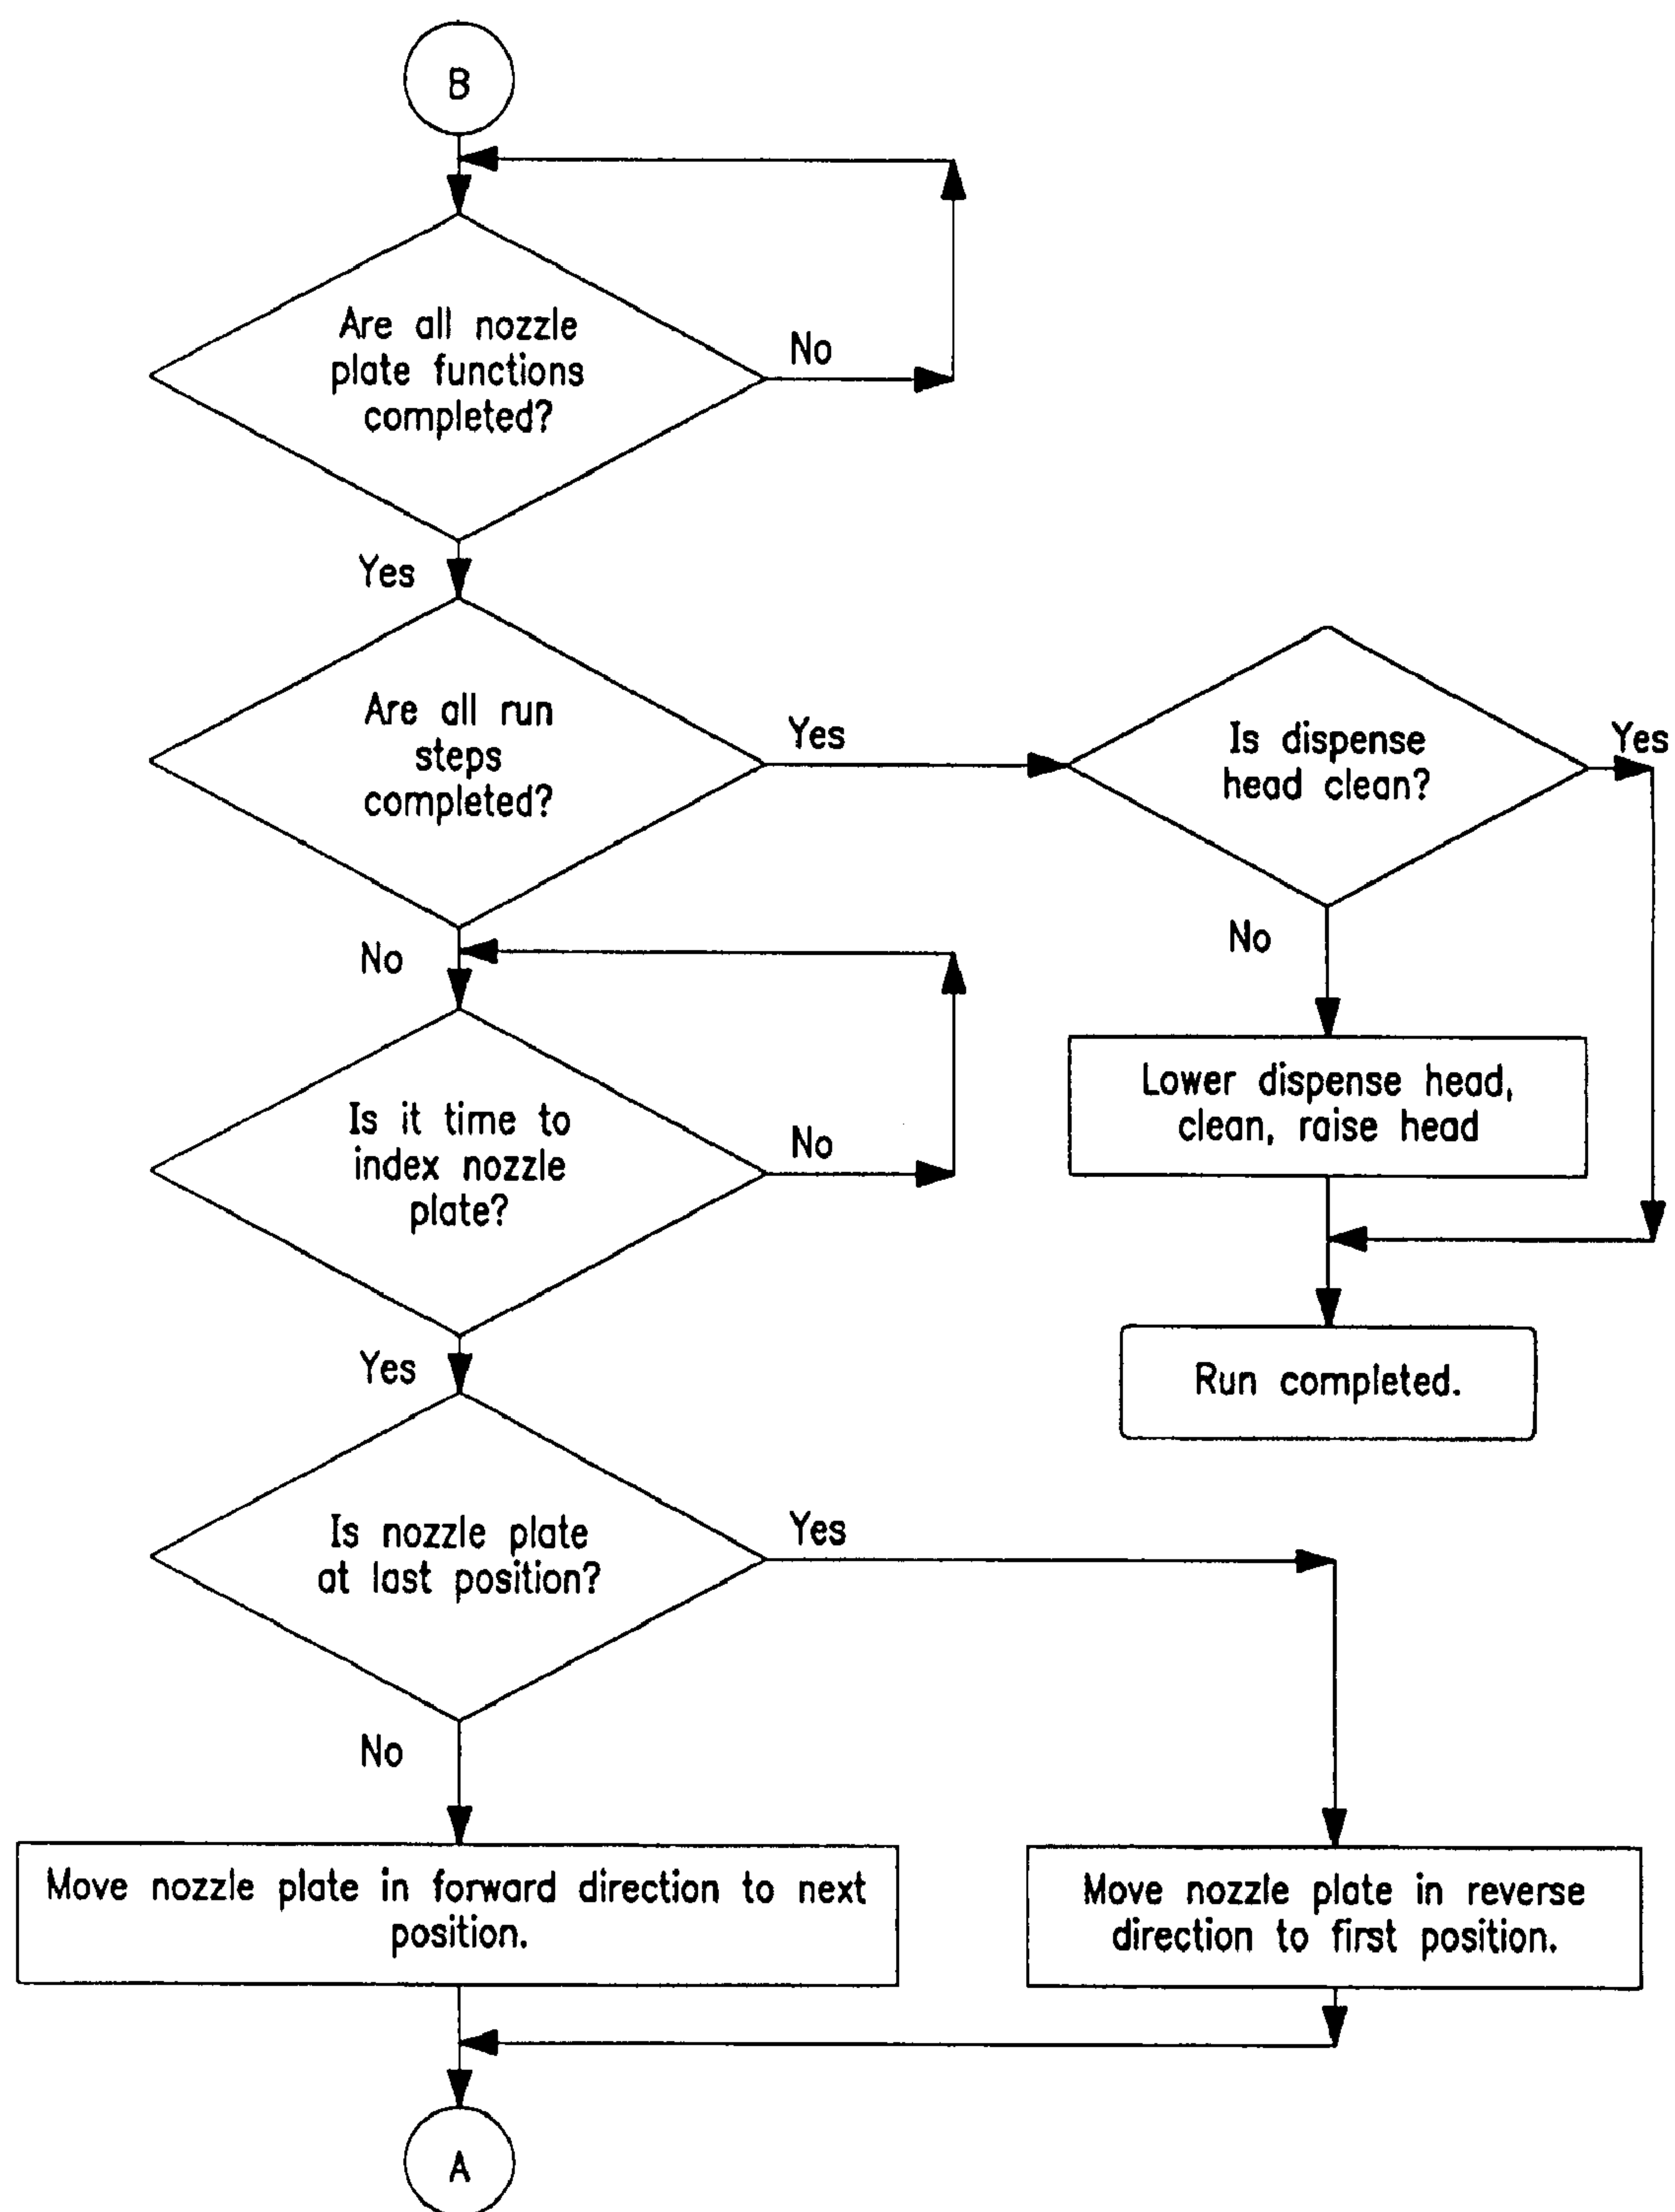 B
Are all nozzle
plate functions
completed?
No
Yes
Are all run
steps
completed?
Yes
Is dispense
head clean?
Yes
No
No
Lower dispense head,
clean, raise head
Is it time to
index nozzle
plate?
No
Yes
Run completed.
Is nozzle plate
at last position?
Yes
No
Move nozzle plate in forward direction to next
position.
Move nozzle plate in reverse
direction to first position.
A